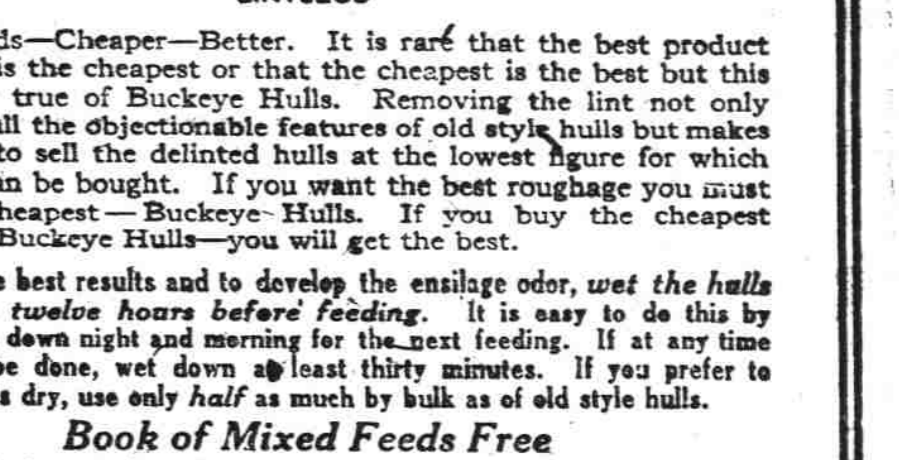 ds—Cheaper—Better. It is rare that the best product
is the cheapest or that the cheapest is the best but this
true of Buckeye Hulls. Removing the lint not only
all the objectionable features of old style hulls but makes
to sell the delinted hulls at the lowest figure for which
an be bought. If you want the best roughage you must
heapest—Buckeye Hulls. If you buy the cheapest
Buckeye Hulls—you will get the best.
e best results and to develop the ensilage odor, wet the hulls
twelve hours before feeding. It is easy to do this by
down night and morning for the next feeding. If at any time
be done, wet down at least thirty minutes. If you prefer to
s dry, use only half as much by bulk as of old style hulls.
Book of Mixed Feeds Free